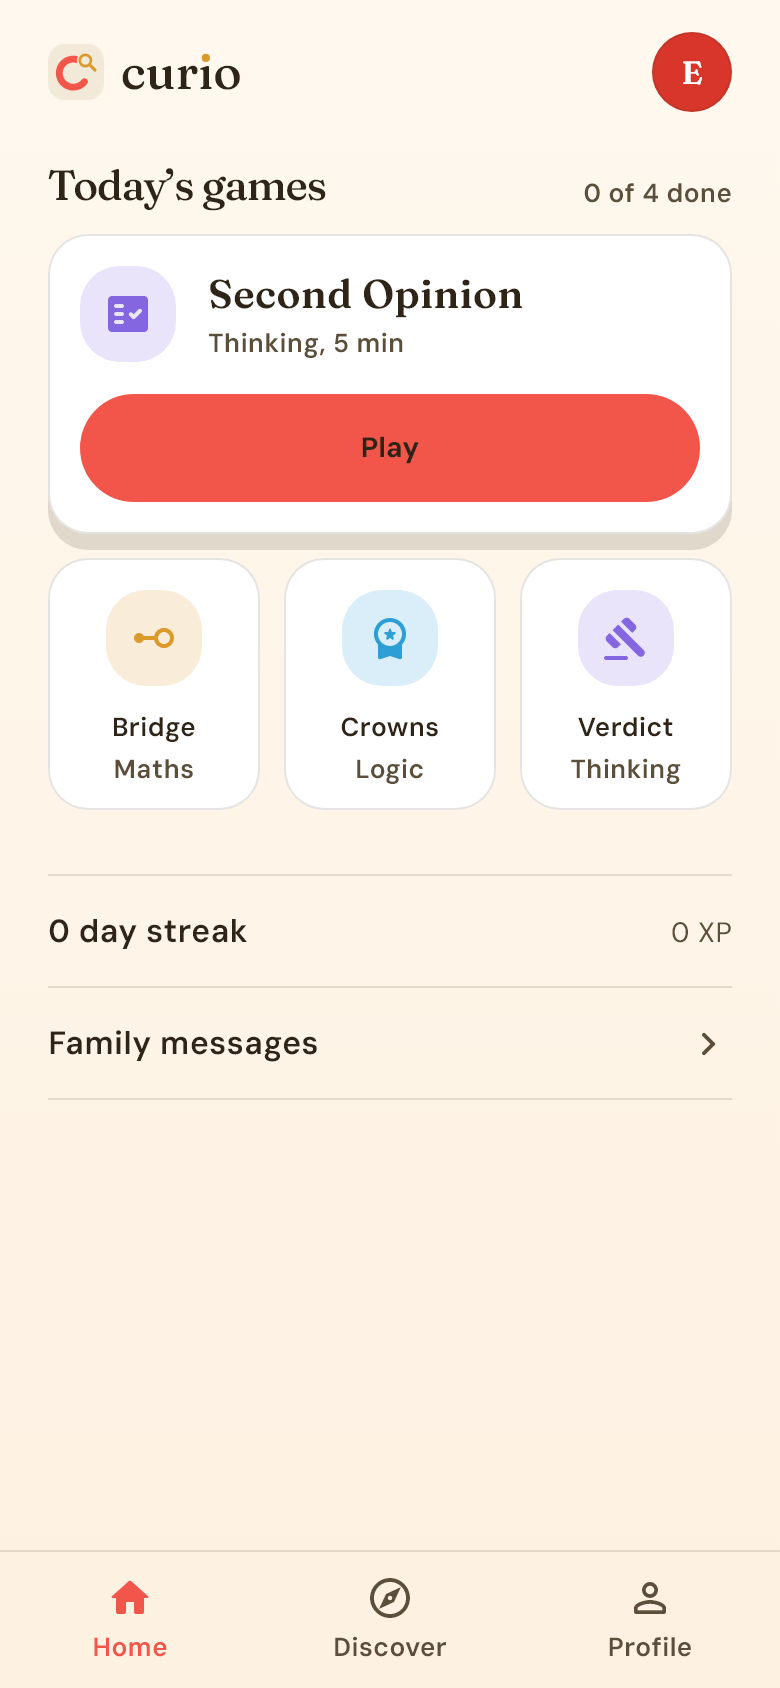 curio
E
Today's games
0 of 4 done
Second Opinion
Thinking, 5 min
Play
Bridge
Maths
Crowns
Logic
Verdict
Thinking
0 day streak
0 XP
Family messages
Home
Discover
Profile